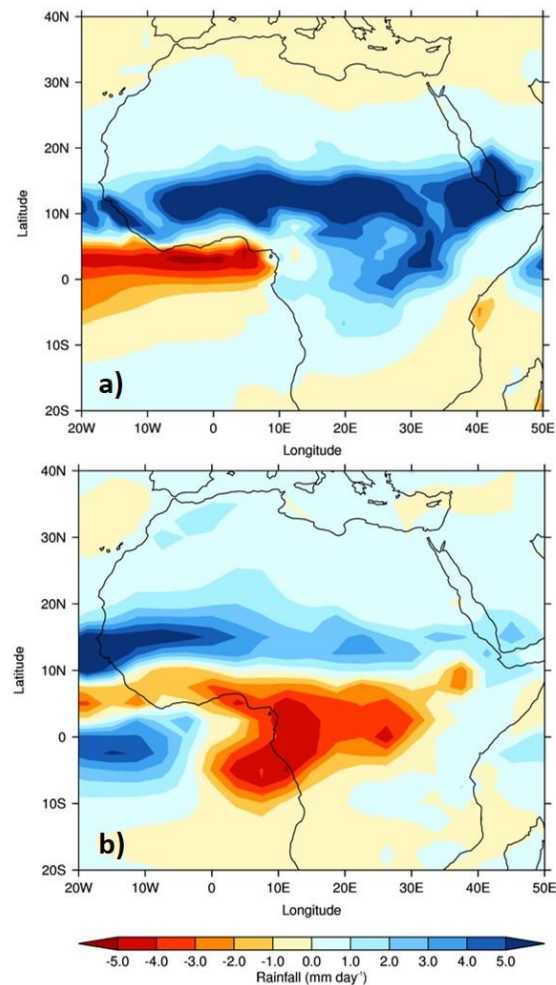 40N
30N
20N
10N
0
10S
20S
Latitude
a)
20W 10W 0 10E 20E 30E 40E 50E
Longitude
40N
30N
20N
10N
0
10S
20S
Latitude
b)
20W 10W 0 10E 20E 30E 40E 50E
Longitude
-5.0 -4.0 -3.0 -2.0 -1.0 0.0 1.0 2.0 3.0 4.0 5.0
Rainfall (mm day⁻¹)